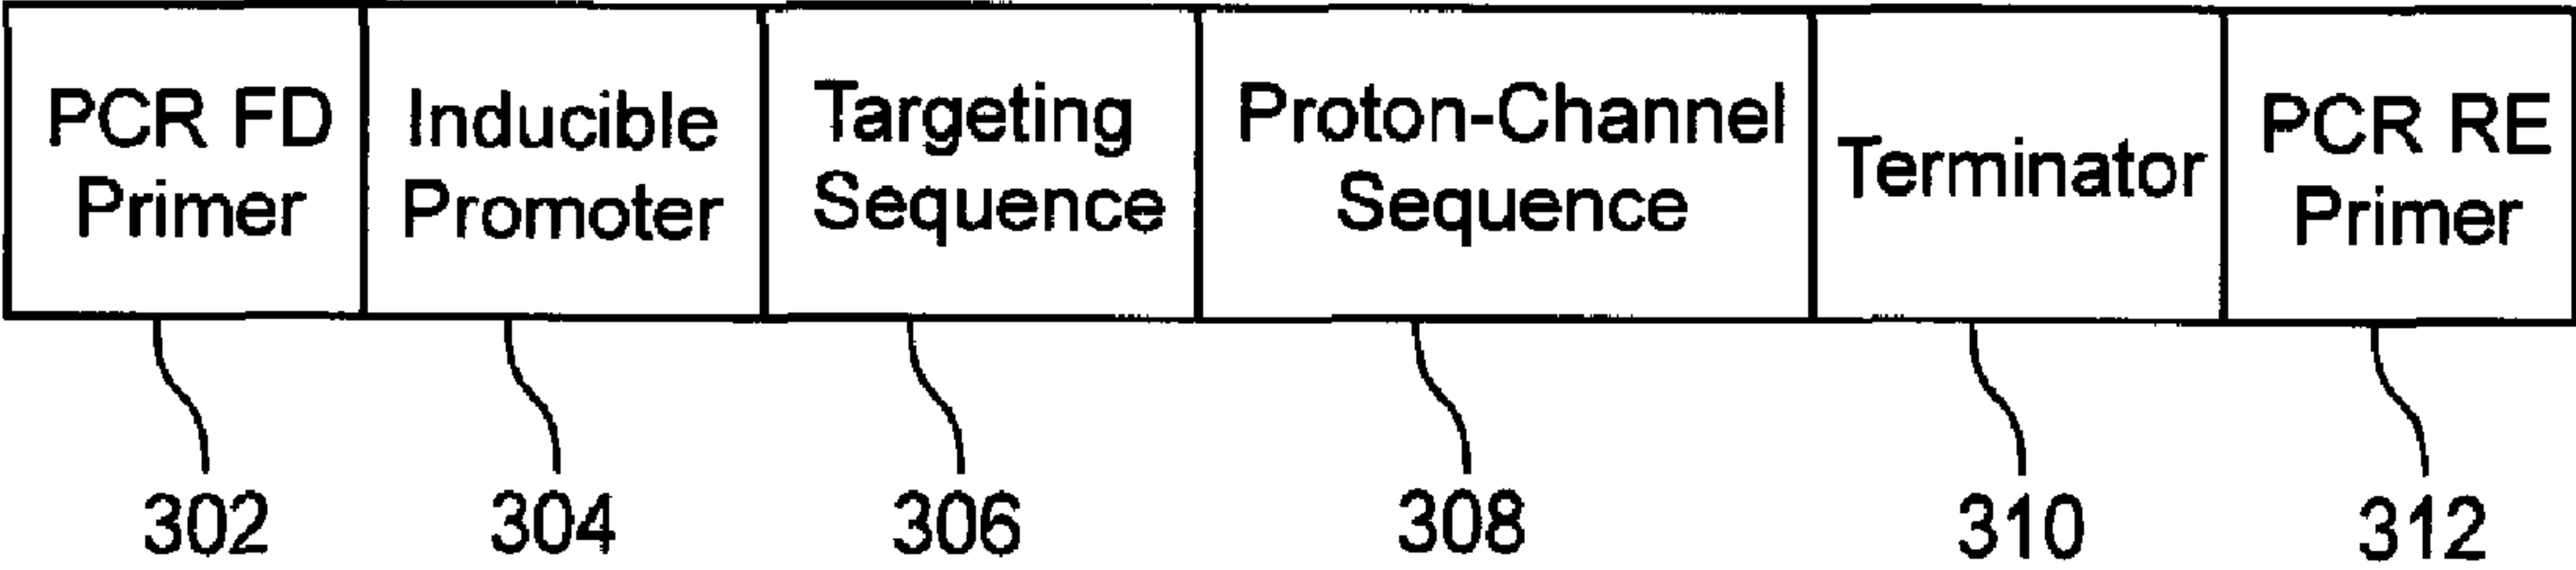 PCR FD
Primer
Inducible
Promoter
Targeting
Sequence
Proton-Channel
Sequence
Terminator
PCR RE
Primer
302
304
306
308
310
312